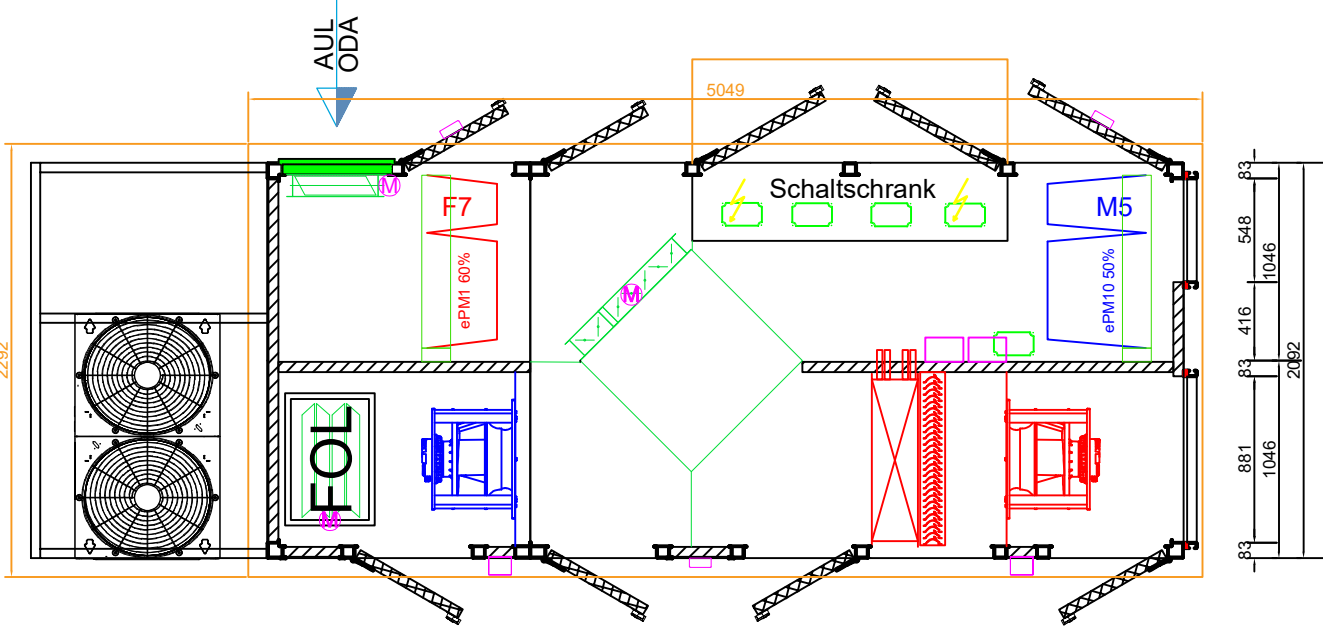 AUL
ODA
5049
Schaltschrank
F7
ePM1 60%
M
M
M5
ePM10 50%
FOL
M
2292
83
548
416
83
881
83
1046
1046
2092